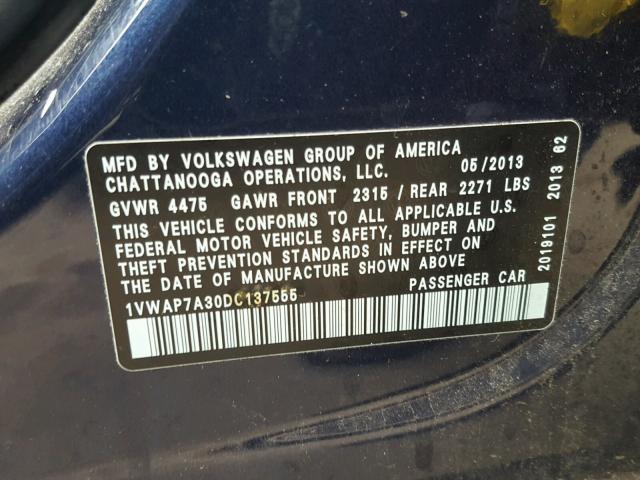 MFD BY VOLKSWAGEN GROUP OF AMERICA
CHATTANOOGA OPERATIONS, LLC. 05/2013
GVWR 4475 GAWR FRONT 2315 / REAR 2271 LBS
THIS VEHICLE CONFORMS TO ALL APPLICABLE U.S.
FEDERAL MOTOR VEHICLE SAFETY, BUMPER AND
THEFT PREVENTION STANDARDS IN EFFECT ON
THE DATE OF MANUFACTURE SHOWN ABOVE
1VWAP7A30DC137555 PASSENGER CAR
2019101 2013 G2